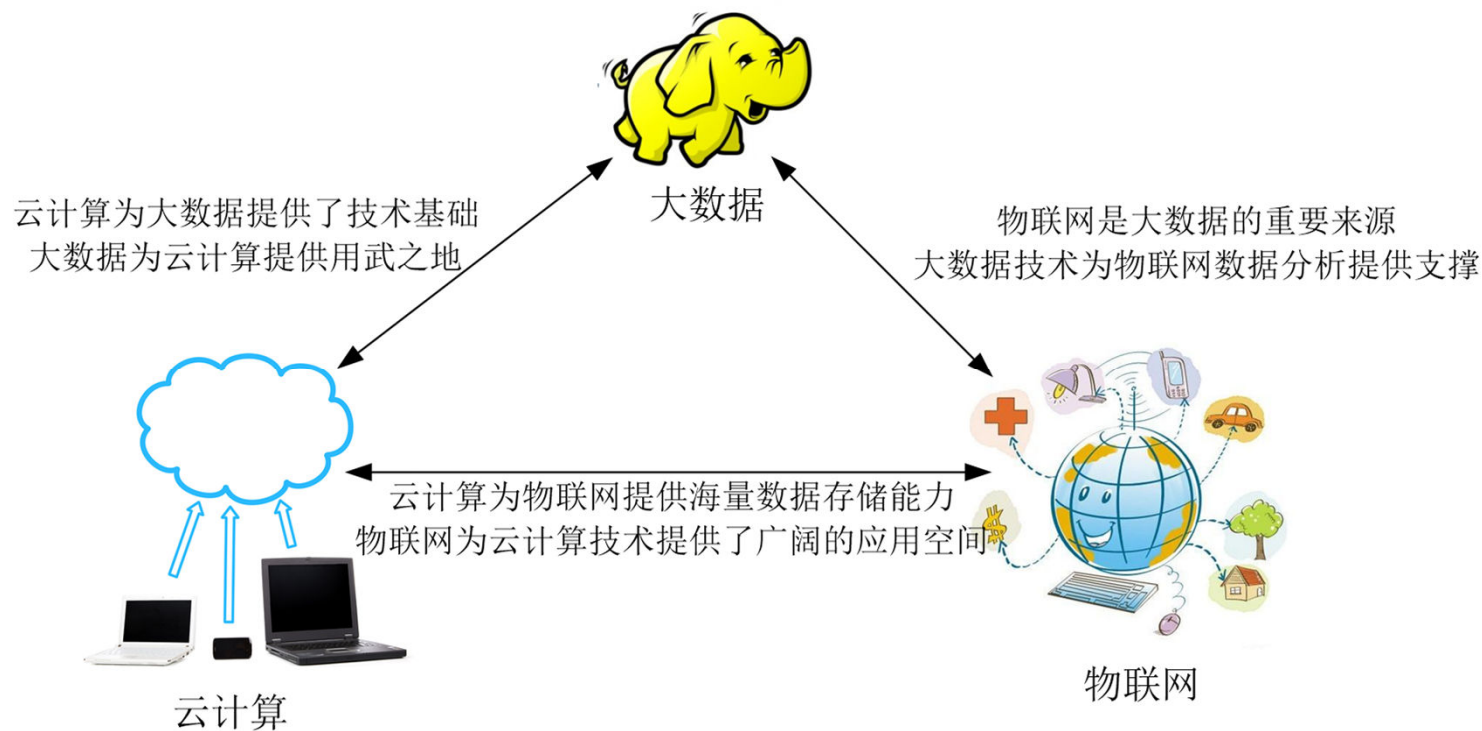 大数据
云计算为大数据提供了技术基础
大数据为云计算提供用武之地
物联网是大数据的重要来源
大数据技术为物联网数据分析提供支撑
云计算为物联网提供海量数据存储能力
物联网为云计算技术提供了广阔的应用空间
$
云计算
物联网